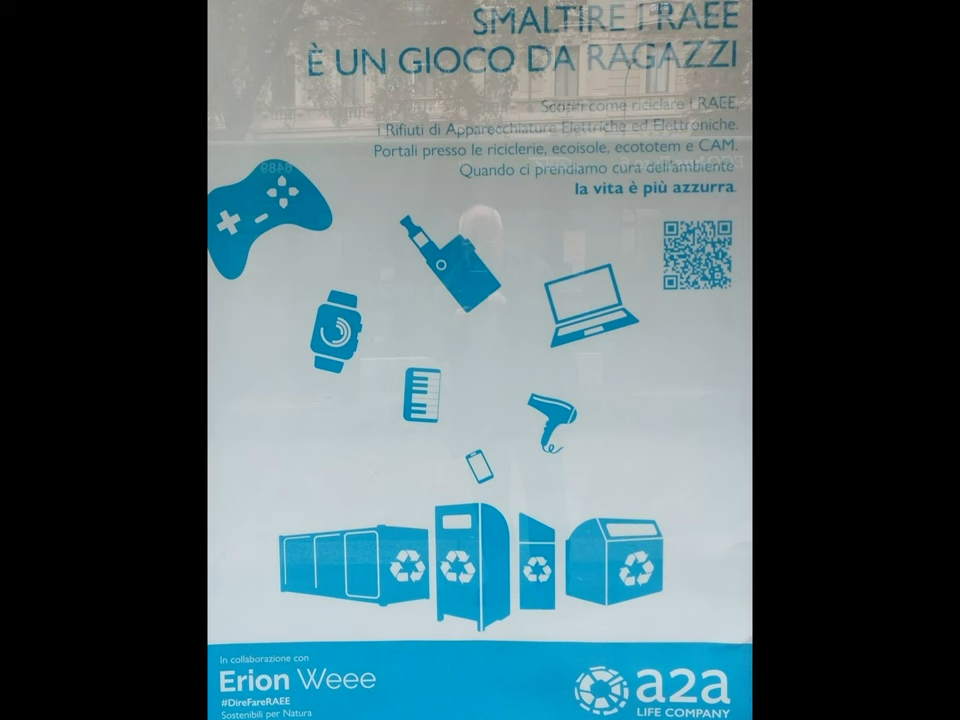 SMALTIRE I RAEE
È UN GIOCO DA RAGAZZI
Scopri come riciclare i RAEE,
i Rifiuti di Apparecchiature Elettriche ed Elettroniche.
Portali presso le riciclerie, ecoisole, ecototem e CAM.
Quando ci prendiamo cura dell'ambiente
la vita è più azzurra.
In collaborazione con
Erion Weee
#DireFareRAEE
Sostenibili per Natura
a2a
LIFE COMPANY